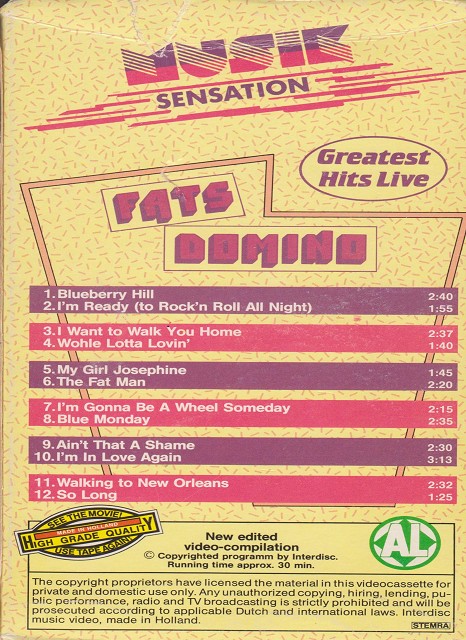 MUSIK
SENSATION
Greatest
Hits Live
FATS
DOMINO
1. Blueberry Hill 2:40
2. I'm Ready (to Rock'n Roll All Night) 1:55
3. I Want to Walk You Home 2:37
4. Wohle Lotta Lovin' 1:40
5. My Girl Josephine 1:45
6. The Fat Man 2:20
7. I'm Gonna Be A Wheel Someday 2:15
8. Blue Monday 2:35
9. Ain't That A Shame 2:30
10. I'm In Love Again 3:13
11. Walking to New Orleans 2:32
12. So Long 1:25
SEE THE MOVIE!
MADE IN HOLLAND
HIGH GRADE QUALITY
USE TAPE AGAIN!
New edited
video-compilation
© Copyrighted programm by Interdisc.
Running time approx. 30 min.
AL
The copyright proprietors have licensed the material in this videocassette for
private and domestic use only. Any unauthorized copying, hiring, lending, pu-
blic performance, radio and TV broadcasting is strictly prohibited and will be
prosecuted according to applicable Dutch and international laws. Interdisc
music video, made in Holland.
STEMRA